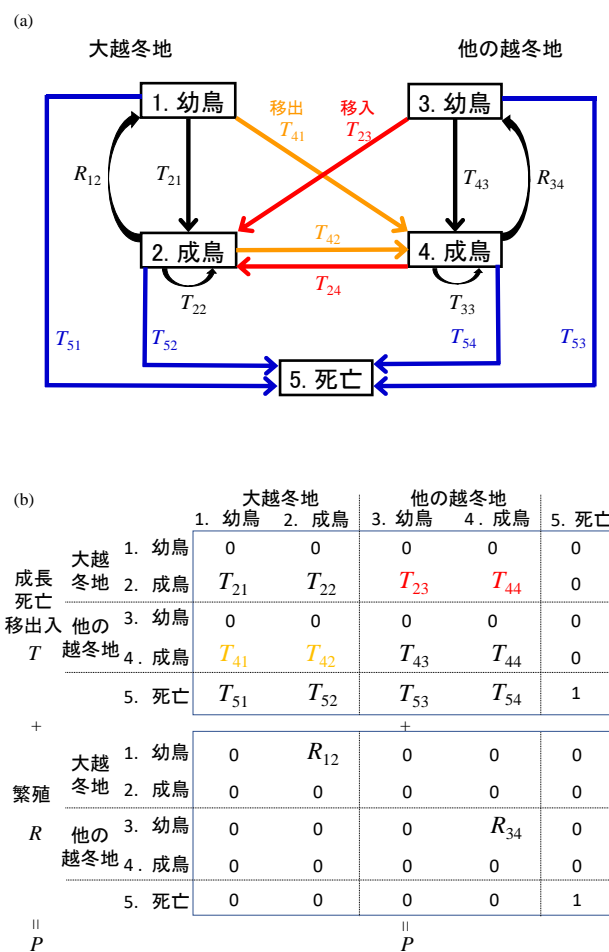 (a)
大越冬地 他の越冬地
1. 幼鳥 移出 移入 3. 幼鳥
T41 T23
R12 T21 T43 R34
2. 成鳥 T42 4. 成鳥
T22 T24 T33
T51 T52 T54 T53
5. 死亡
(b)
大越冬地 他の越冬地
1. 幼鳥 2. 成鳥 3. 幼鳥 4. 成鳥 5. 死亡
成長 死亡 移出入 T
大越冬地 1. 幼鳥 0 0 0 0 0
2. 成鳥 T21 T22 T23 T44 0
他の越冬地 3. 幼鳥 0 0 0 0 0
4. 成鳥 T41 T42 T43 T44 0
5. 死亡 T51 T52 T53 T54 1
+ +
繁殖 R
大越冬地 1. 幼鳥 0 R12 0 0 0
2. 成鳥 0 0 0 0 0
他の越冬地 3. 幼鳥 0 0 0 R34 0
4. 成鳥 0 0 0 0 0
5. 死亡 0 0 0 0 1
= =
P P